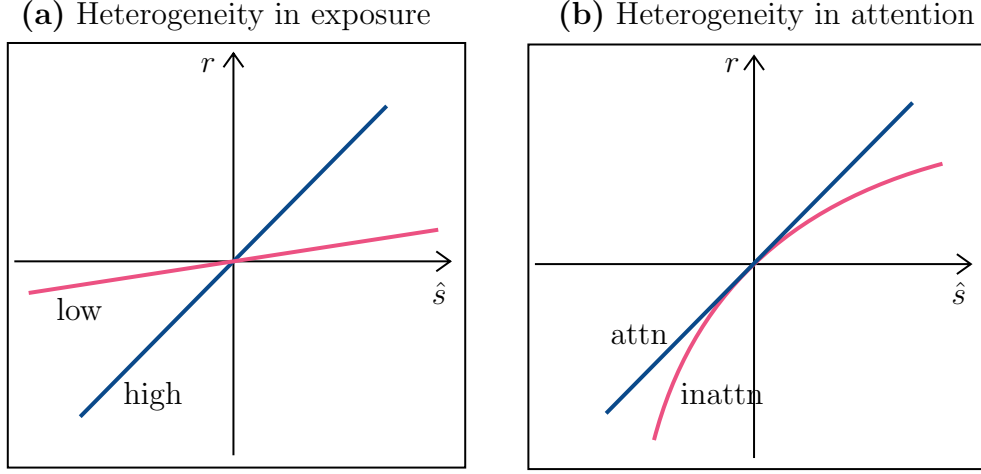 (a) Heterogeneity in exposure
r
ŝ
low
high
(b) Heterogeneity in attention
r
ŝ
attn
inattn